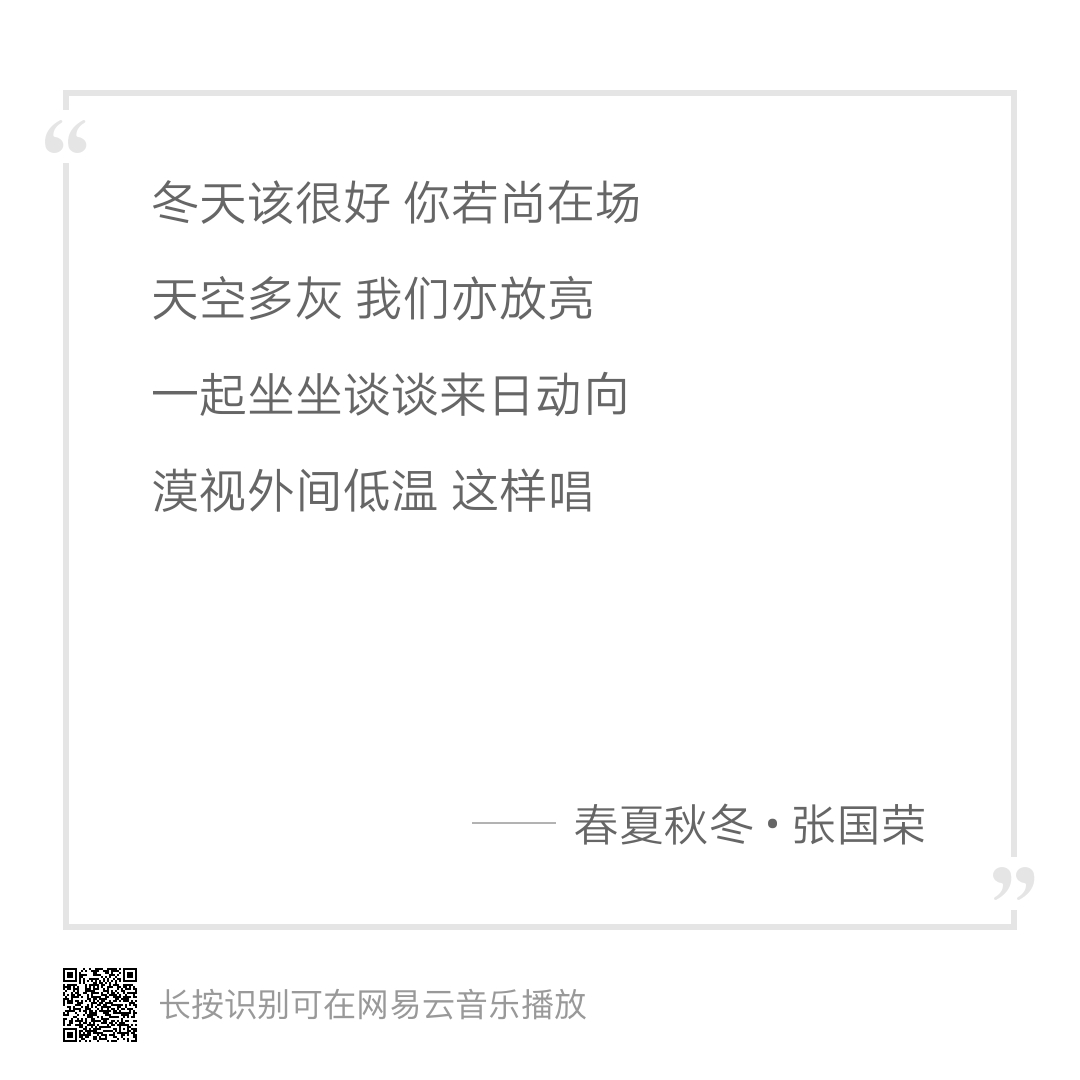 “
冬天该很好 你若尚在场
天空多灰 我们亦放亮
一起坐坐谈谈来日动向
漠视外间低温 这样唱
—— 春夏秋冬·张国荣
”
长按识别可在网易云音乐播放